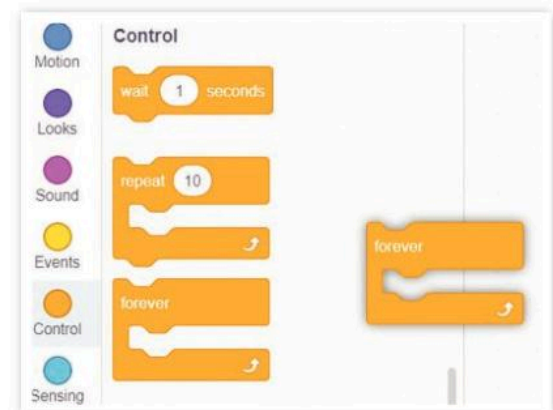 Control
Motion
wait 1 seconds
Looks
repeat 10
Sound
Events
forever
forever
Control
Sensing